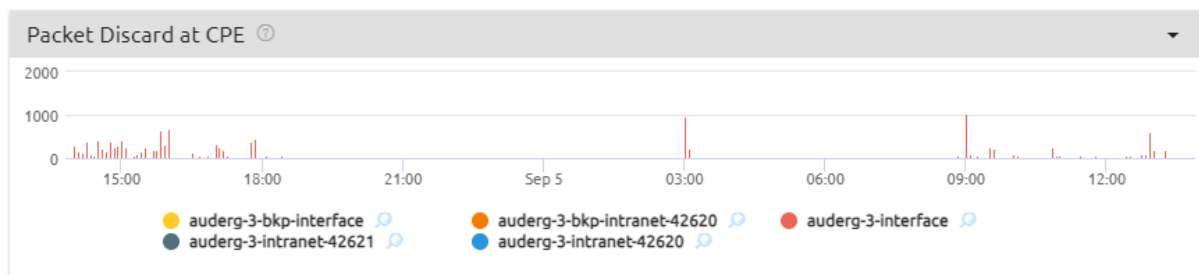 Packet Discard at CPE ?
2000
1000
0
15:00 18:00 21:00 Sep 5 03:00 06:00 09:00 12:00
auderg-3-bkp-interface auderg-3-bkp-intranet-42620 auderg-3-interface
auderg-3-intranet-42621 auderg-3-intranet-42620